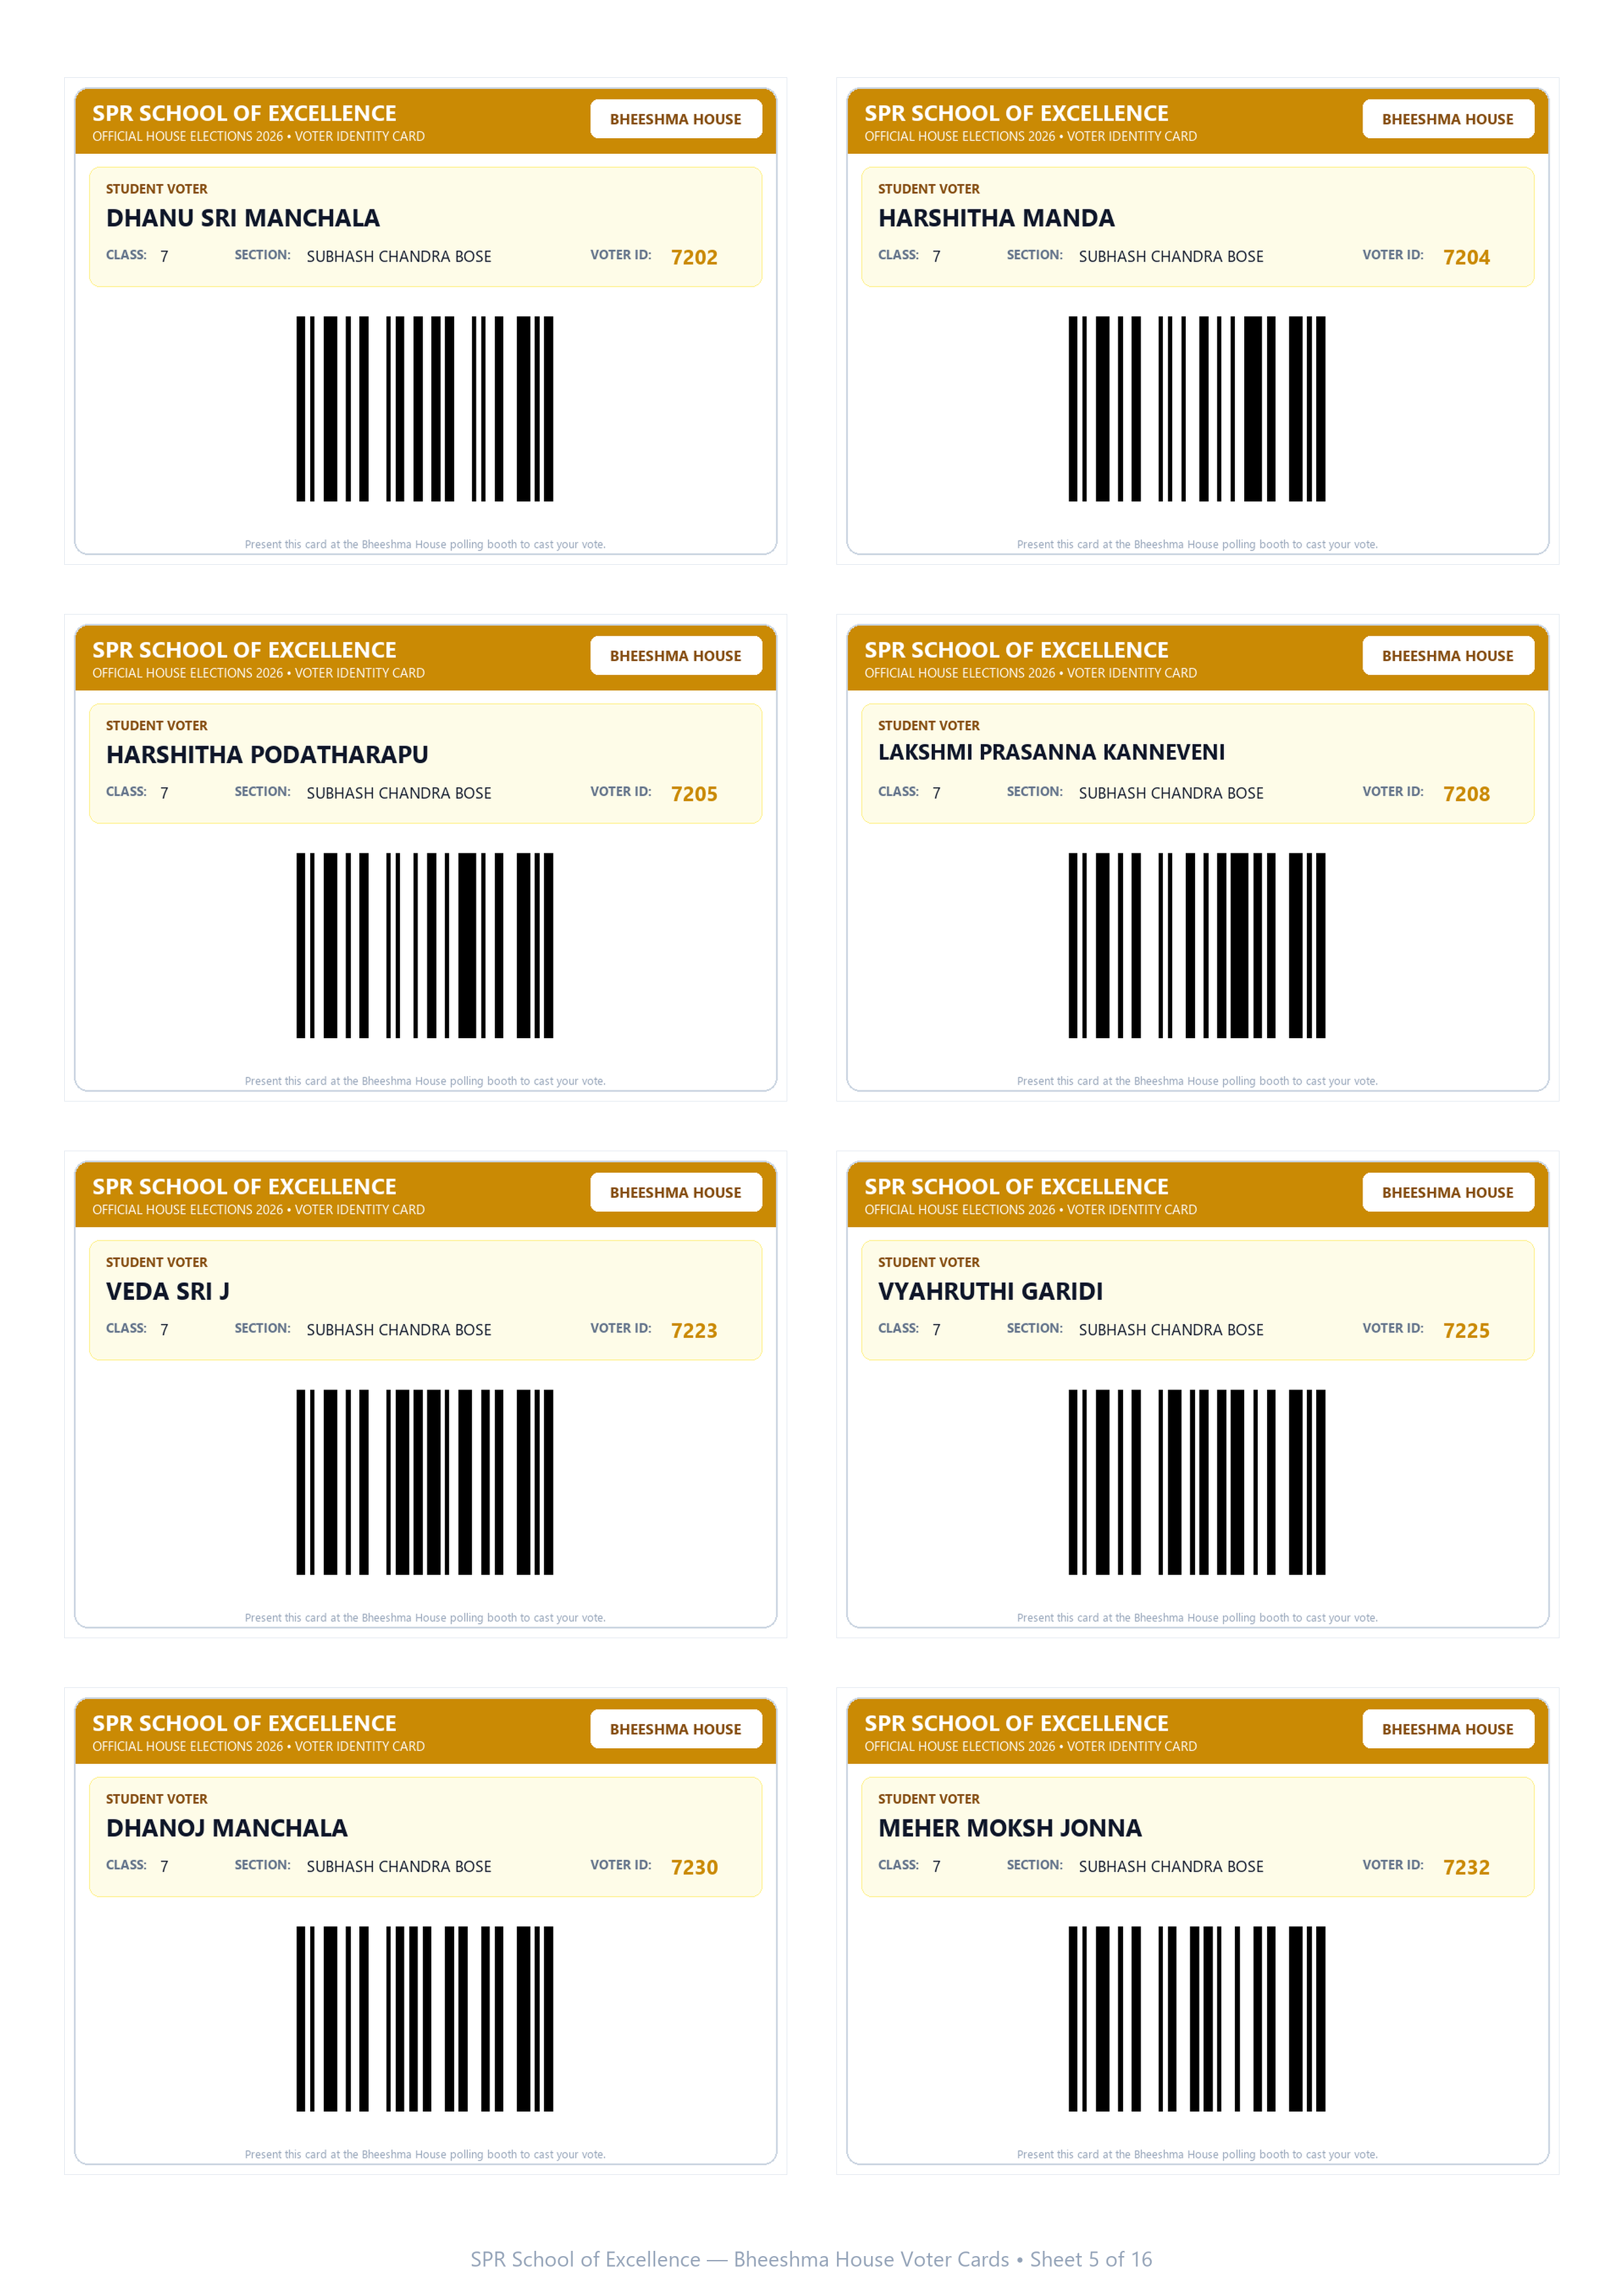 SPR SCHOOL OF EXCELLENCE
OFFICIAL HOUSE ELECTIONS 2026 • VOTER IDENTITY CARD
BHEESHMA HOUSE
STUDENT VOTER
DHANU SRI MANCHALA
CLASS: 7 SECTION: SUBHASH CHANDRA BOSE VOTER ID: 7202
Present this card at the Bheeshma House polling booth to cast your vote.
SPR SCHOOL OF EXCELLENCE
OFFICIAL HOUSE ELECTIONS 2026 • VOTER IDENTITY CARD
BHEESHMA HOUSE
STUDENT VOTER
HARSHITHA MANDA
CLASS: 7 SECTION: SUBHASH CHANDRA BOSE VOTER ID: 7204
Present this card at the Bheeshma House polling booth to cast your vote.
SPR SCHOOL OF EXCELLENCE
OFFICIAL HOUSE ELECTIONS 2026 • VOTER IDENTITY CARD
BHEESHMA HOUSE
STUDENT VOTER
HARSHITHA PODATHARAPU
CLASS: 7 SECTION: SUBHASH CHANDRA BOSE VOTER ID: 7205
Present this card at the Bheeshma House polling booth to cast your vote.
SPR SCHOOL OF EXCELLENCE
OFFICIAL HOUSE ELECTIONS 2026 • VOTER IDENTITY CARD
BHEESHMA HOUSE
STUDENT VOTER
LAKSHMI PRASANNA KANNEVENI
CLASS: 7 SECTION: SUBHASH CHANDRA BOSE VOTER ID: 7208
Present this card at the Bheeshma House polling booth to cast your vote.
SPR SCHOOL OF EXCELLENCE
OFFICIAL HOUSE ELECTIONS 2026 • VOTER IDENTITY CARD
BHEESHMA HOUSE
STUDENT VOTER
VEDA SRI J
CLASS: 7 SECTION: SUBHASH CHANDRA BOSE VOTER ID: 7223
Present this card at the Bheeshma House polling booth to cast your vote.
SPR SCHOOL OF EXCELLENCE
OFFICIAL HOUSE ELECTIONS 2026 • VOTER IDENTITY CARD
BHEESHMA HOUSE
STUDENT VOTER
VYAHRUTHI GARIDI
CLASS: 7 SECTION: SUBHASH CHANDRA BOSE VOTER ID: 7225
Present this card at the Bheeshma House polling booth to cast your vote.
SPR SCHOOL OF EXCELLENCE
OFFICIAL HOUSE ELECTIONS 2026 • VOTER IDENTITY CARD
BHEESHMA HOUSE
STUDENT VOTER
DHANOJ MANCHALA
CLASS: 7 SECTION: SUBHASH CHANDRA BOSE VOTER ID: 7230
Present this card at the Bheeshma House polling booth to cast your vote.
SPR SCHOOL OF EXCELLENCE
OFFICIAL HOUSE ELECTIONS 2026 • VOTER IDENTITY CARD
BHEESHMA HOUSE
STUDENT VOTER
MEHER MOKSH JONNA
CLASS: 7 SECTION: SUBHASH CHANDRA BOSE VOTER ID: 7232
Present this card at the Bheeshma House polling booth to cast your vote.
SPR School of Excellence — Bheeshma House Voter Cards • Sheet 5 of 16